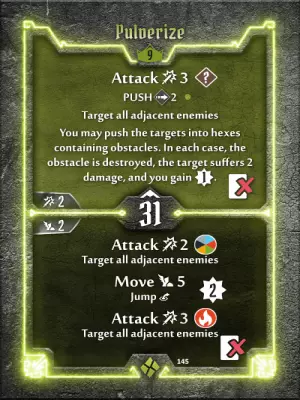 Pulverize
9
Attack 3 ?
PUSH 2
Target all adjacent enemies
You may push the targets into hexes
containing obstacles. In each case, the
obstacle is destroyed, the target suffers 2
damage, and you gain 1.
2
31
2
Attack 2
Target all adjacent enemies
Move 5
Jump
2
Attack 3
Target all adjacent enemies
145